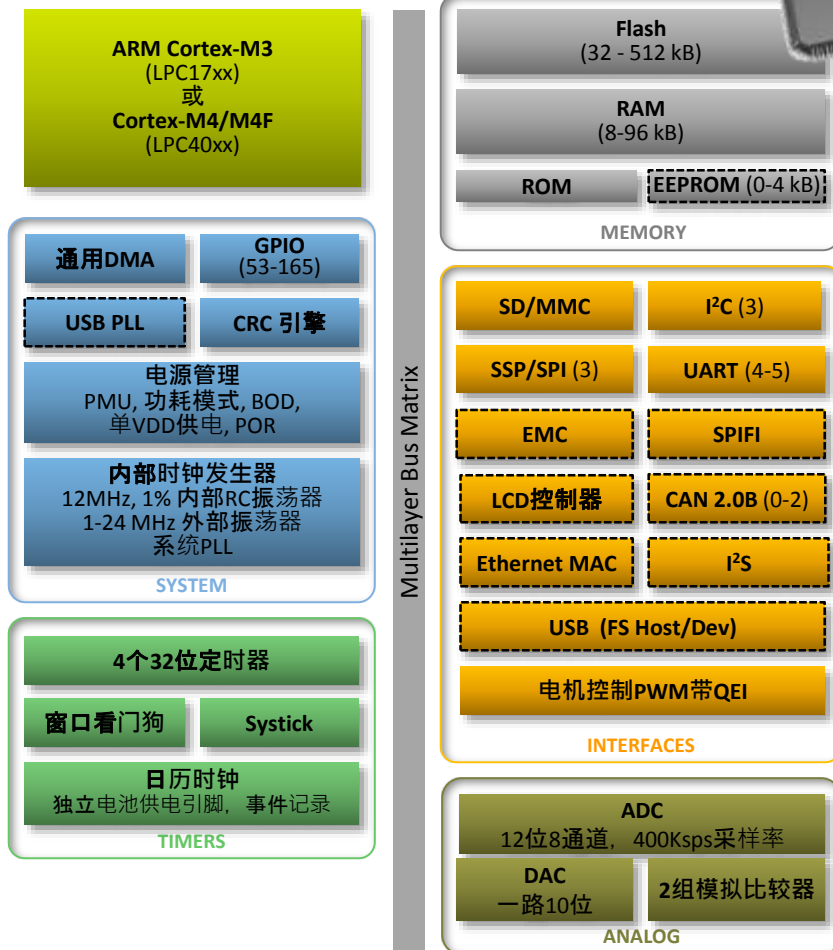 ARM Cortex-M3
(LPC17xx)
或
Cortex-M4/M4F
(LPC40xx)
通用DMA
GPIO
(53-165)
USB PLL
CRC 引擎
电源管理
PMU, 功耗模式, BOD,
单VDD供电, POR
内部时钟发生器
12MHz, 1% 内部RC振荡器
1-24 MHz 外部振荡器
系统PLL
SYSTEM
4个32位定时器
窗口看门狗
Systick
日历时钟
独立电池供电引脚, 事件记录
TIMERS
Multilayer Bus Matrix
Flash
(32 - 512 kB)
RAM
(8-96 kB)
ROM
EEPROM (0-4 kB)
MEMORY
SD/MMC
I²C (3)
SSP/SPI (3)
UART (4-5)
EMC
SPIFI
LCD控制器
CAN 2.0B (0-2)
Ethernet MAC
I²S
USB (FS Host/Dev)
电机控制PWM带QEI
INTERFACES
ADC
12位8通道, 400Ksps采样率
DAC
一路10位
2组模拟比较器
ANALOG